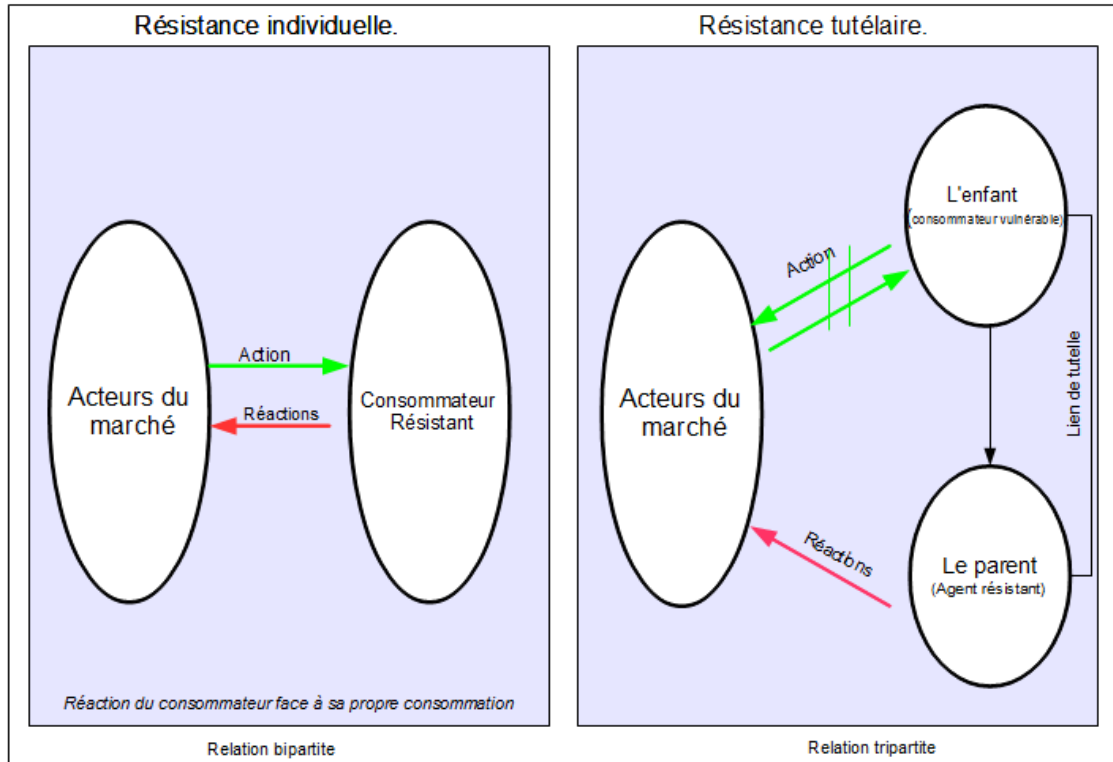 Résistance individuelle.
Acteurs du
marché
Action
Réactions
Consommateur
Résistant
Réaction du consommateur face à sa propre consommation
Relation bipartite
Résistance tutélaire.
L'enfant
(consommateur vulnérable)
Action
Acteurs du
marché
Lien de tutelle
Réactions
Le parent
(Agent résistant)
Relation tripartite